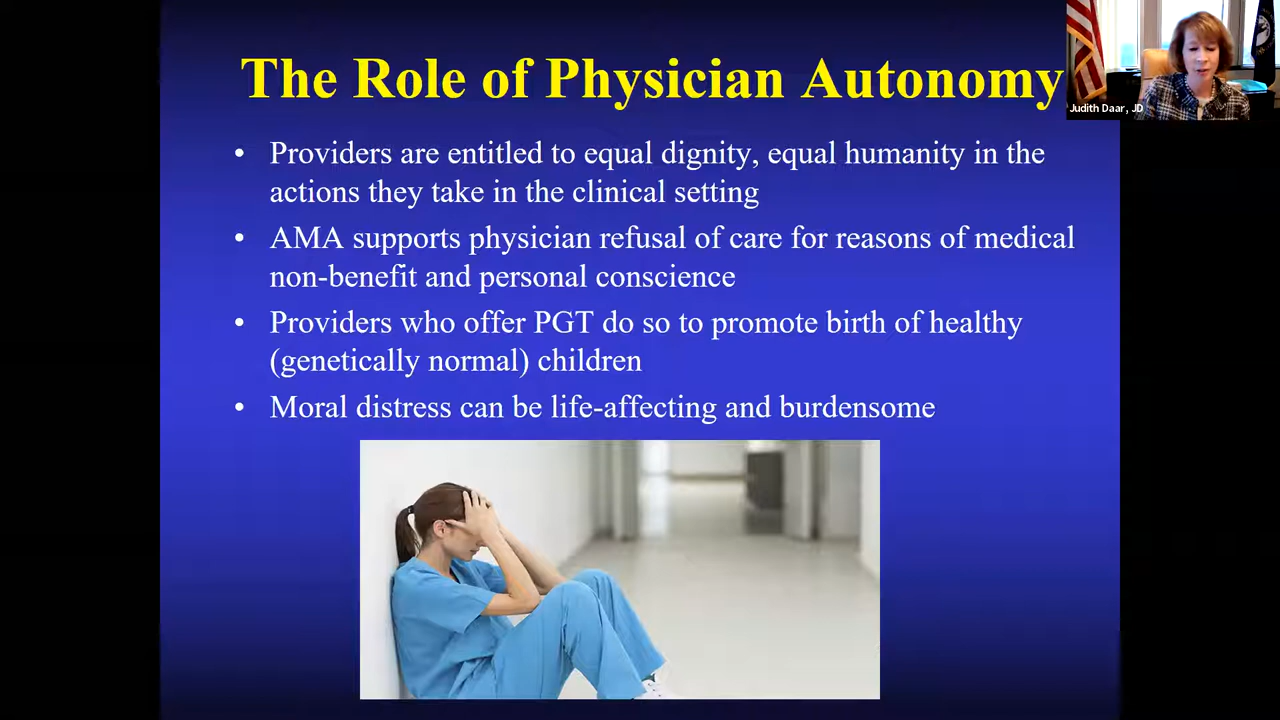 The Role of Physician Autonomy
Judith Daar, JD
• Providers are entitled to equal dignity, equal humanity in the
actions they take in the clinical setting
• AMA supports physician refusal of care for reasons of medical
non-benefit and personal conscience
• Providers who offer PGT do so to promote birth of healthy
(genetically normal) children
• Moral distress can be life-affecting and burdensome